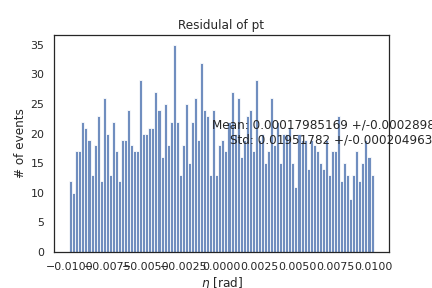 Residulal of pt
35
30
25
20
15
10
5
0
# of events
Mean: 0.00017985169 +/-0.0002898
Std: 0.01951782 +/-0.000204963
−0.0100−0.0075−0.0050−0.0025 0.0000 0.0025 0.0050 0.0075 0.0100
η [rad]